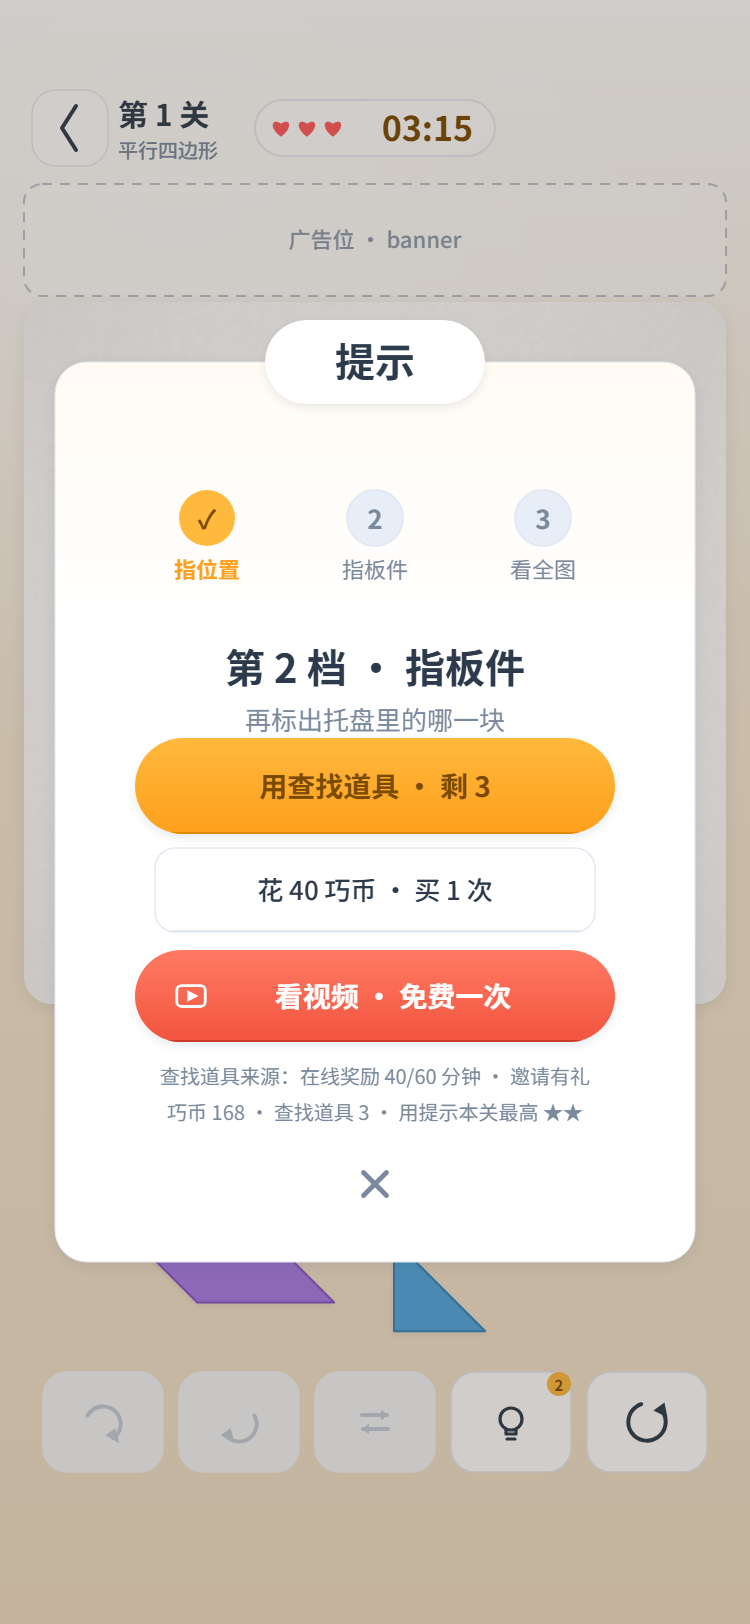 第 1 关
平行四边形
03:15
广告位 · banner
提示
✓
2
3
指位置
指板件
看全图
第 2 档 · 指板件
再标出托盘里的哪一块
用查找道具 · 剩 3
花 40 巧币 · 买 1 次
看视频 · 免费一次
查找道具来源：在线奖励 40/60 分钟 · 邀请有礼
巧币 168 · 查找道具 3 · 用提示本关最高 ★★
2